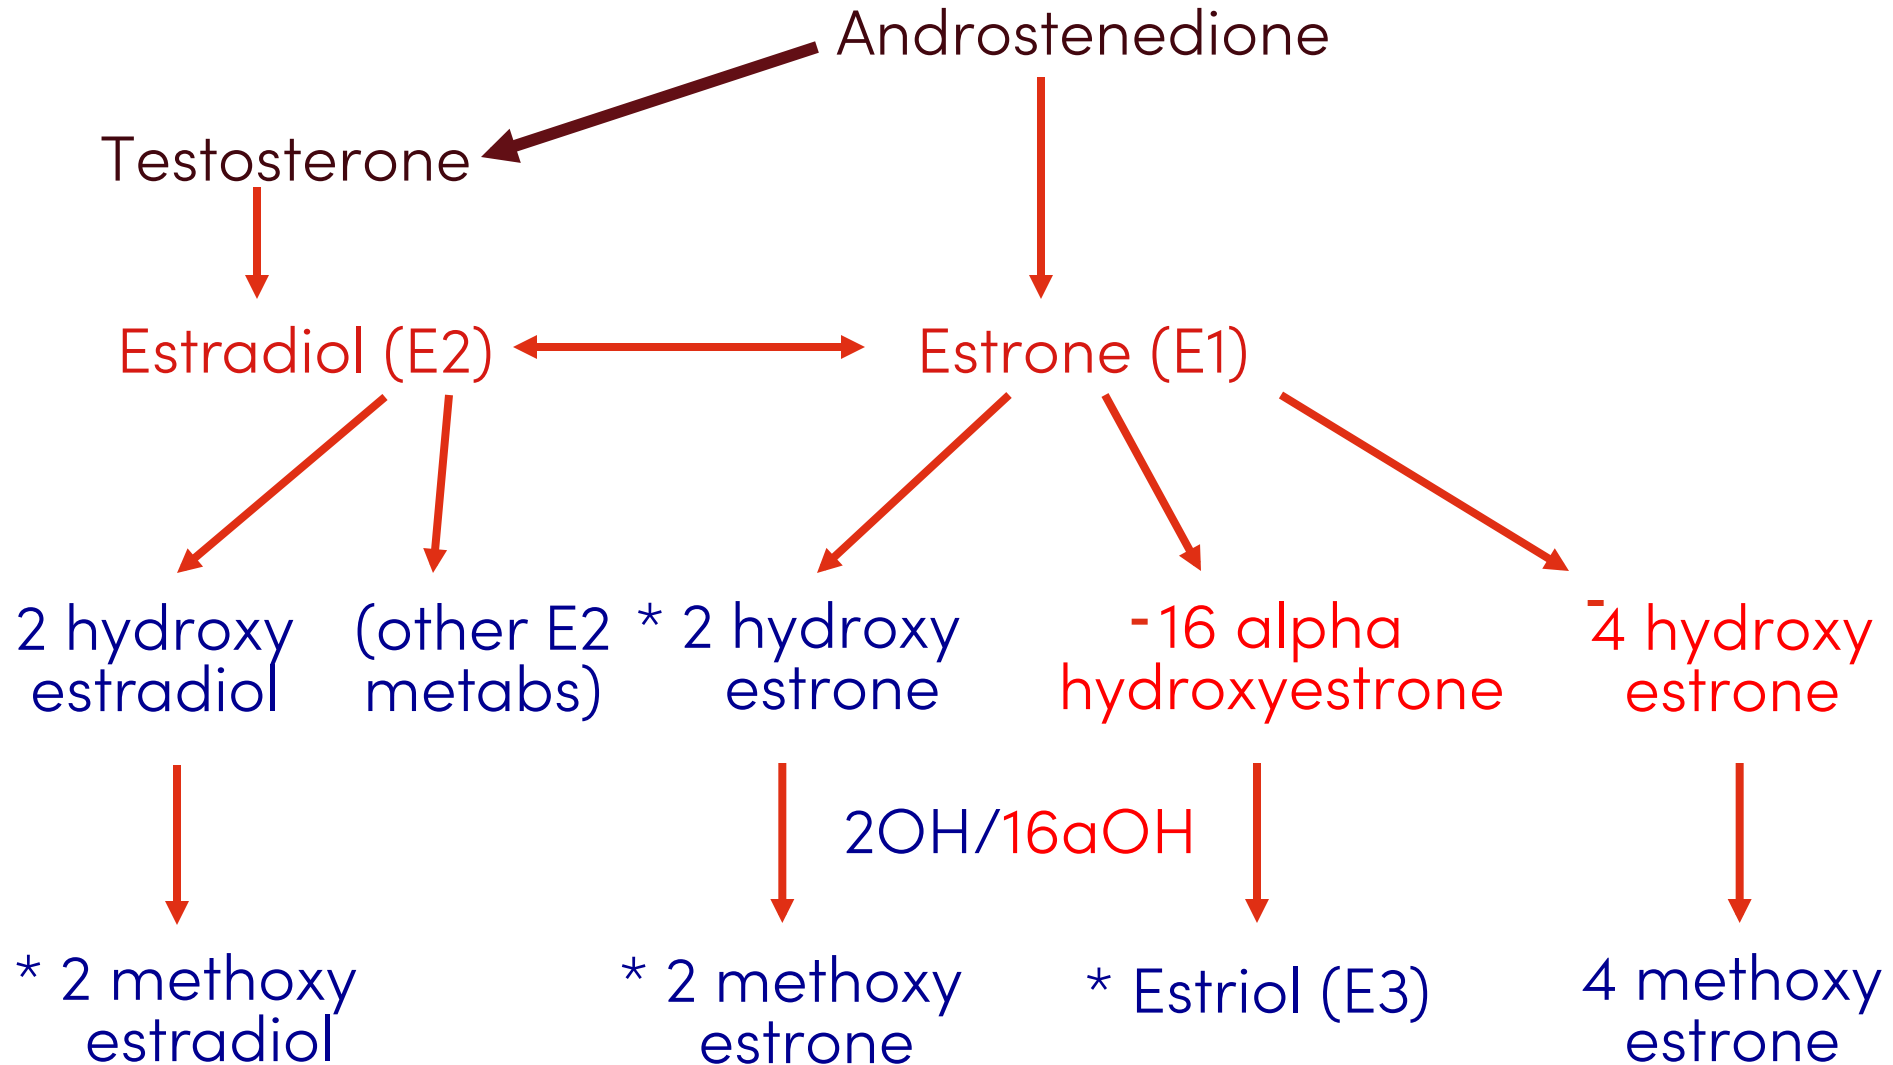 Androstenedione
Testosterone
Estradiol (E2)
Estrone (E1)
2 hydroxy
estradiol
(other E2
metabs)
* 2 hydroxy
estrone
-16 alpha
hydroxyestrone
-4 hydroxy
estrone
2OH/16aOH
* 2 methoxy
estradiol
* 2 methoxy
estrone
* Estriol (E3)
4 methoxy
estrone